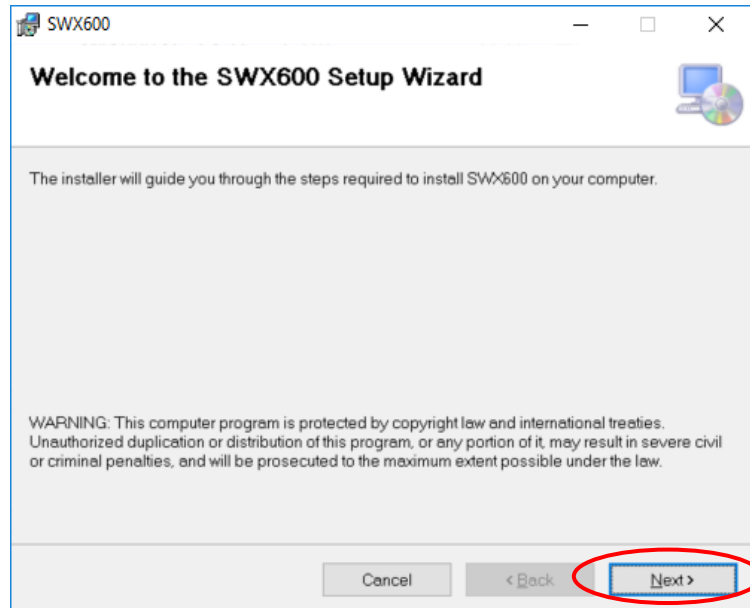 SWX600
Welcome to the SWX600 Setup Wizard
The installer will guide you through the steps required to install SWX600 on your computer.
WARNING: This computer program is protected by copyright law and international treaties.
Unauthorized duplication or distribution of this program, or any portion of it, may result in severe civil
or criminal penalties, and will be prosecuted to the maximum extent possible under the law.
Cancel
< Back
Next >